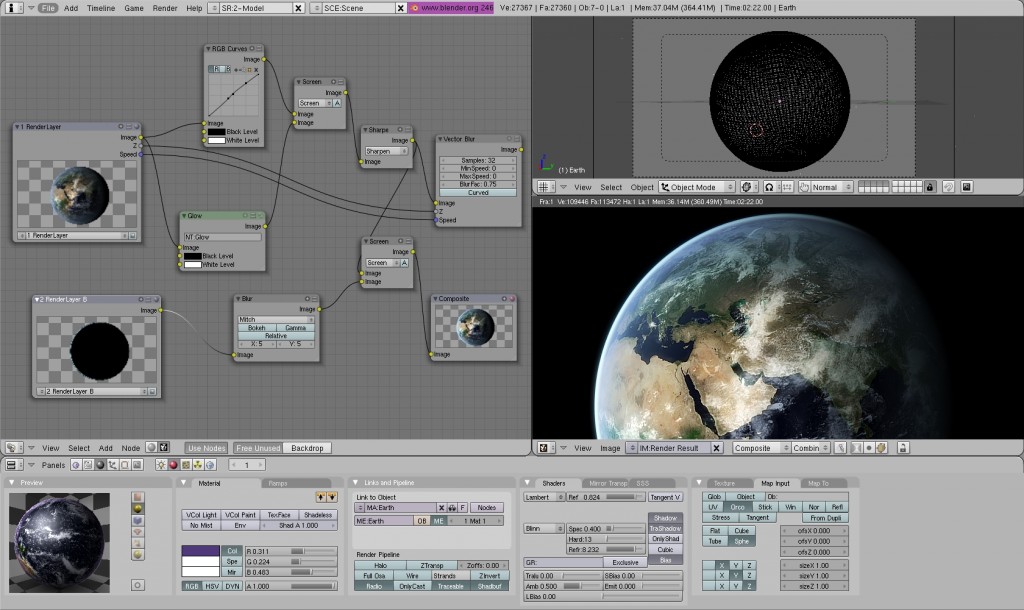 File Add Timeline Game Render Help SR:2-Model SCE:Scene www.blender.org 246 Ve:27367 | Fa:27360 | Ob:7-0 | La:1 | Mem:37.04M (364.41M) | Time:02:22.00 | Earth
RGB Curves
Image
Image
Black Level
White Level
Screen
Image
Screen A
Image
Image
1 RenderLayer
Image
Z
Speed
1 RenderLayer
Sharpe
Image
Sharpen
Image
Vector Blur
Image
Samples: 32
MinSpeed: 0
MaxSpeed: 0
BlurFac: 0.75
Curved
Image
Z
Speed
Glow
Image
NT:Glow
Image
Black Level
White Level
Screen
Image
Screen A
Image
Image
2 RenderLayer B
Image
2 RenderLayer B
Blur
Image
Mitch
Bokeh Gamma
Relative
X: 5 Y: 5
Image
Composite
Image
View Select Add Node Use Nodes Free Unused Backdrop
(1) Earth
View Select Object Object Mode Normal
Fra:1 Ve:109446 Fa:113472 Ha:1 La:1 Mem:36.14M (360.49M) Time:02:22.00
View Image IM:Render Result Composite Combin
Panels 1
Preview
Material Ramps
VCol Light VCol Paint TexFace Shadeless
No Mist Env Shad A 1.000
Col R 0.311
Spe G 0.224
Mir B 0.483
RGB HSV DYN A 1.000
Links and Pipeline
Link to Object
MA:Earth F Nodes
ME:Earth OB ME 1 Mat 1
Render Pipeline
Halo ZTransp Zoffs: 0.00
Full Osa Wire Strands ZInvert
Radio OnlyCast Traceable Shadbuf
Shaders Mirror Transp SSS
Lambert Ref 0.824 Tangent V
Blinn Spec 0.400
Hard:13
Refr:8.232
Shadow
TraShadow
OnlyShad
Cubic
Bias
GR: Exclusive
Tralu 0.00 SBias 0.00
Amb 0.500 Emit 0.000
LBias 0.00
Texture Map Input Map To
Glob Object Ob:
UV Orco Stick Win Nor Refl
Stress Tangent From Dupli
Flat Cube
Tube Sphe
ofsX 0.000
ofsY 0.000
ofsZ 0.000
X Y Z sizeX 1.00
X Y Z sizeY 1.00
X Y Z sizeZ 1.00